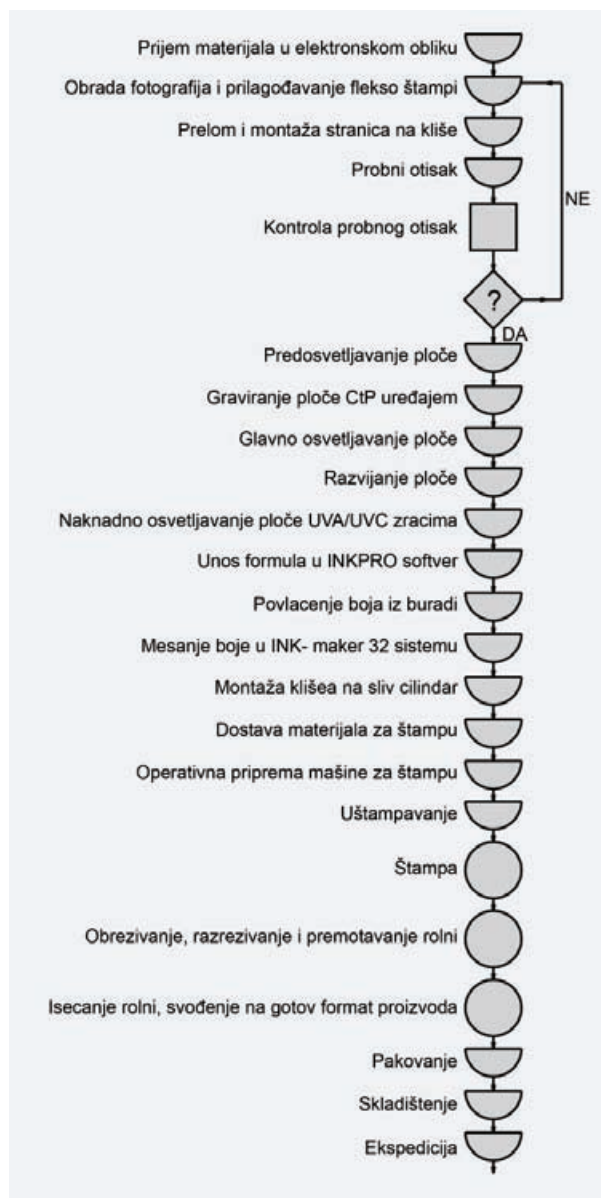 Prijem materijala u elektronskom obliku
Obrada fotografija i prilagođavanje flekso štampi
Prelom i montaža stranica na kliše
Probni otisak
NE
Kontrola probnog otisak
?
DA
Predosvetljavanje ploče
Graviranje ploče CtP uređajem
Glavno osvetljavanje ploče
Razvijanje ploče
Naknadno osvetljavanje ploče UVA/UVC zracima
Unos formula u INKPRO softver
Povlacenje boja iz buradi
Mesanje boje u INK- maker 32 sistemu
Montaža klišea na sliv cilindar
Dostava materijala za štampu
Operativna priprema mašine za štampu
Uštampavanje
Štampa
Obrezivanje, razrezivanje i premotavanje rolni
Isecanje rolni, svođenje na gotov format proizvoda
Pakovanje
Skladištenje
Ekspedicija